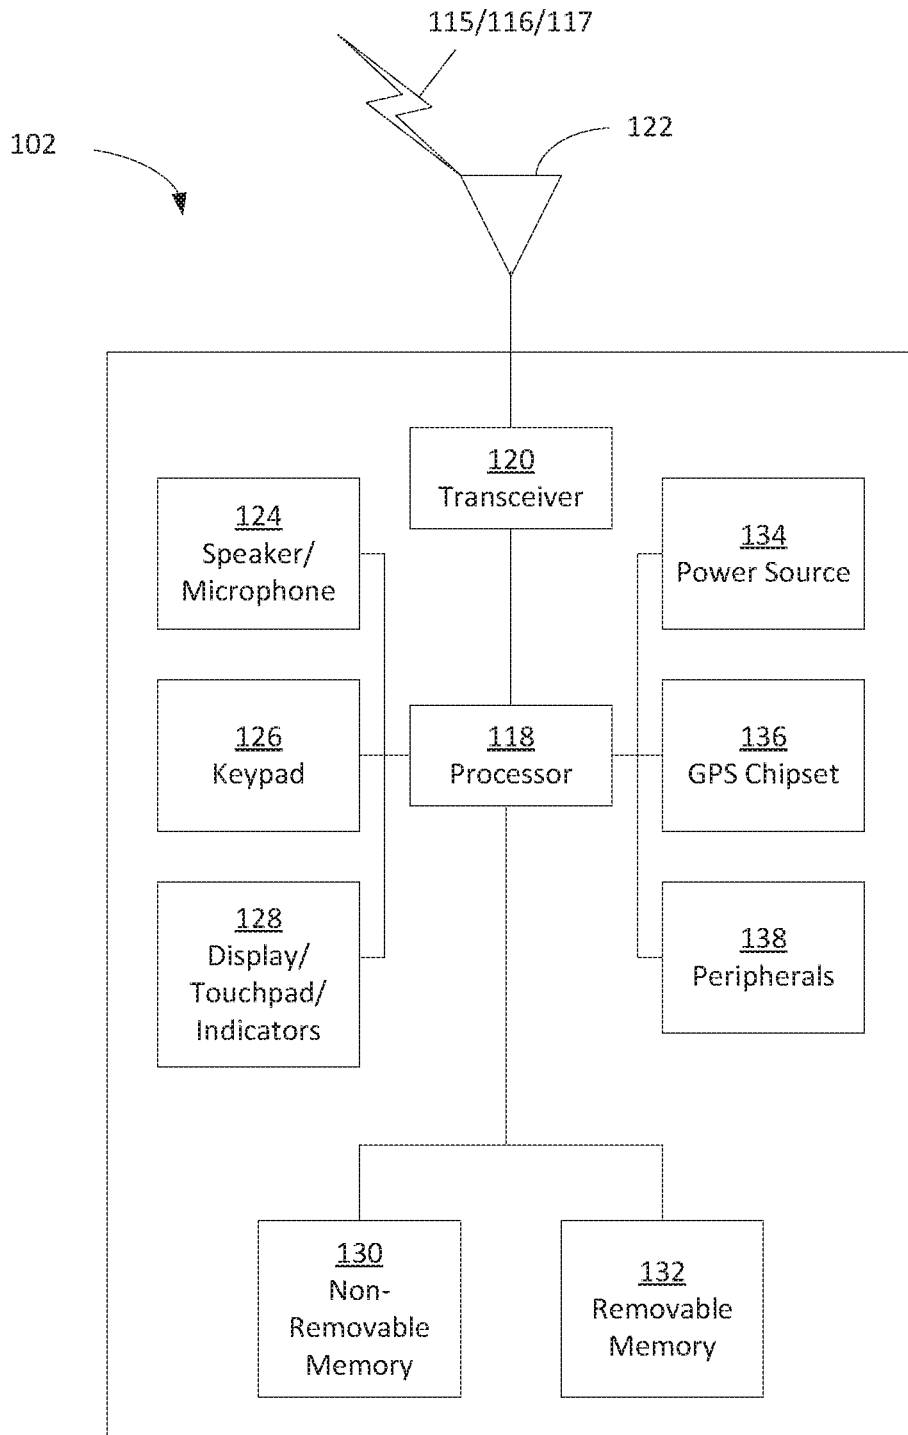 115/116/117
122
102
120
Transceiver
124
Speaker/
Microphone
134
Power Source
126
Keypad
118
Processor
136
GPS Chipset
128
Display/
Touchpad/
Indicators
138
Peripherals
130
Non-
Removable
Memory
132
Removable
Memory